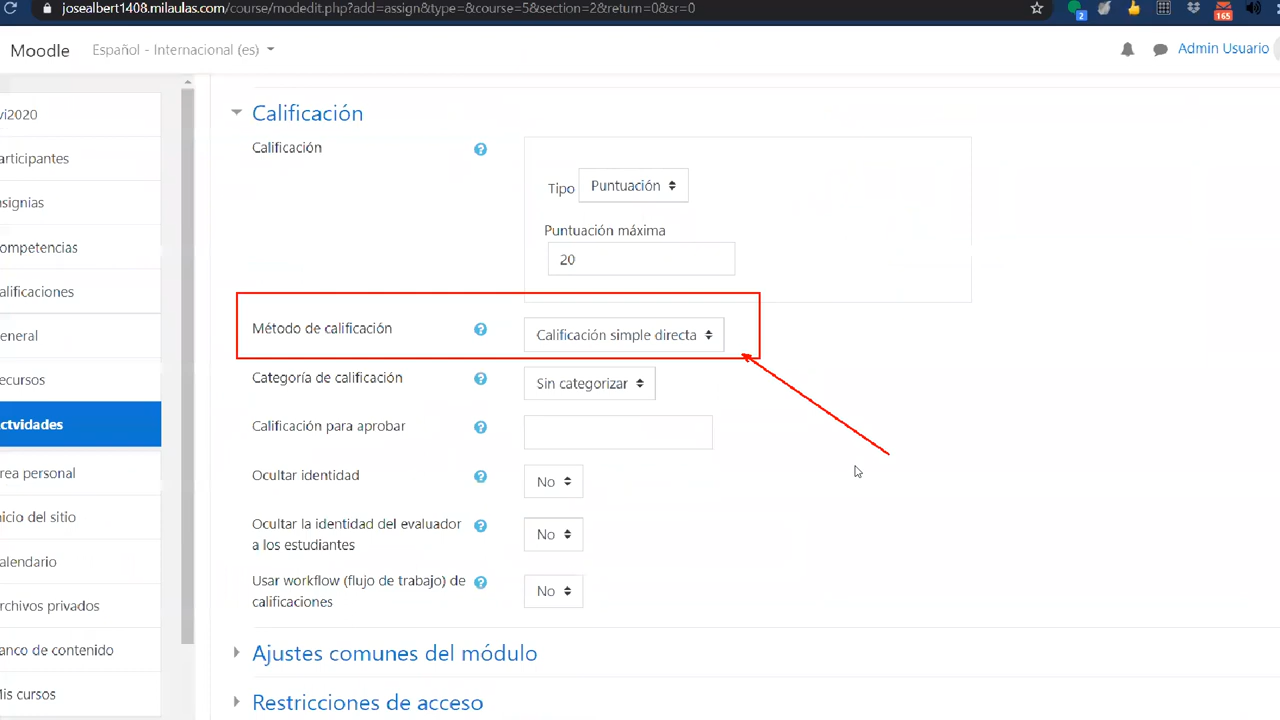 josealbert1408.milaulas.com/course/modedit.php?add=assign&type=&course=5&section=2&return=0&sr=0
2
165
Moodle
Español - Internacional (es)
Admin Usuario
vi2020
articipantes
nsignias
ompetencias
alificaciones
eneral
ecursos
ctvidades
rea personal
nicio del sitio
alendario
rchivos privados
anco de contenido
Mis cursos
Calificación
Calificación
Tipo Puntuación
Puntuación máxima
20
Método de calificación
Calificación simple directa
Categoría de calificación
Sin categorizar
Calificación para aprobar
Ocultar identidad
No
Ocultar la identidad del evaluador
a los estudiantes
No
Usar workflow (flujo de trabajo) de
calificaciones
No
Ajustes comunes del módulo
Restricciones de acceso